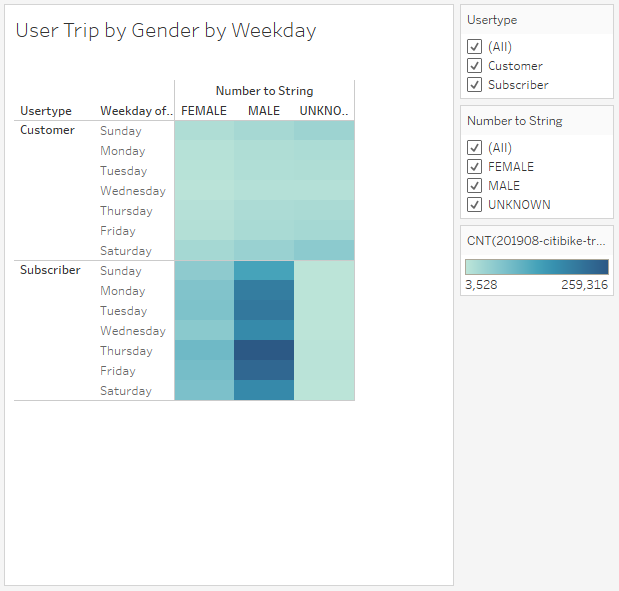 User Trip by Gender by Weekday
Number to String
Usertype Weekday of.. FEMALE MALE UNKNO..
Customer Sunday
Monday
Tuesday
Wednesday
Thursday
Friday
Saturday
Subscriber Sunday
Monday
Tuesday
Wednesday
Thursday
Friday
Saturday
Usertype
(All)
Customer
Subscriber
Number to String
(All)
FEMALE
MALE
UNKNOWN
CNT(201908-citibike-tr...
3,528 259,316